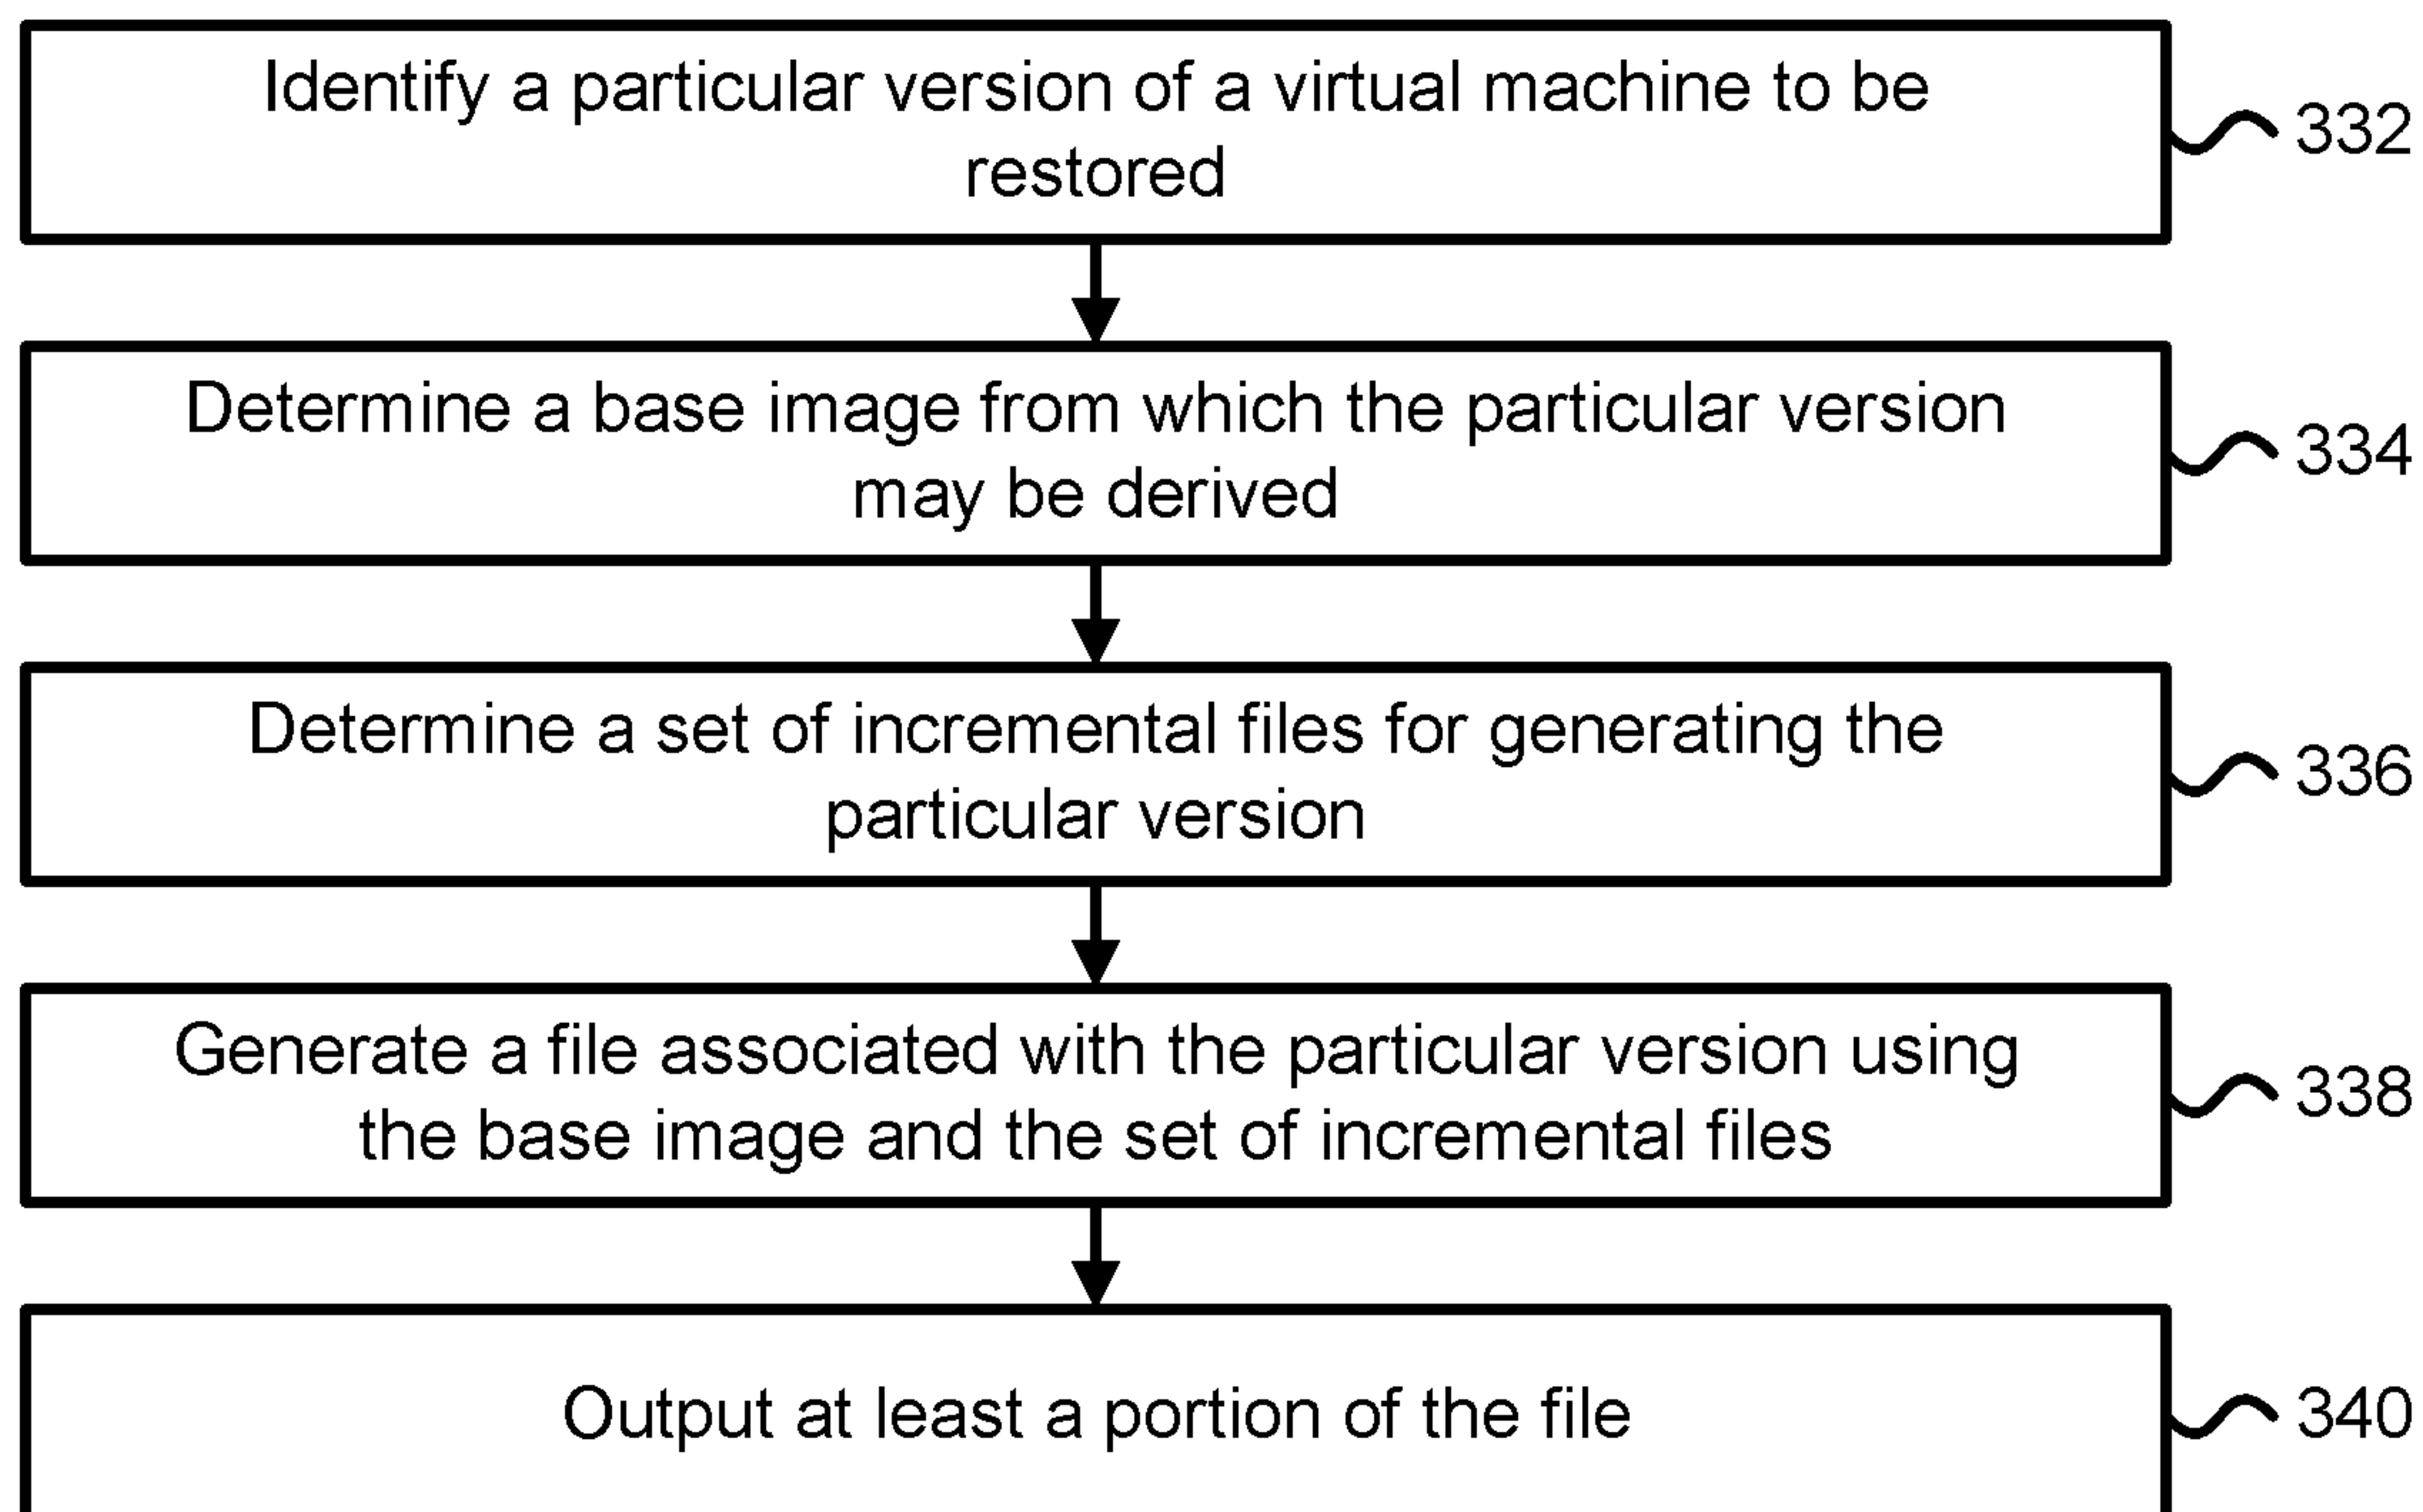 Identify a particular version of a virtual machine to be
restored
332
Determine a base image from which the particular version
may be derived
334
Determine a set of incremental files for generating the
particular version
336
Generate a file associated with the particular version using
the base image and the set of incremental files
338
Output at least a portion of the file
340